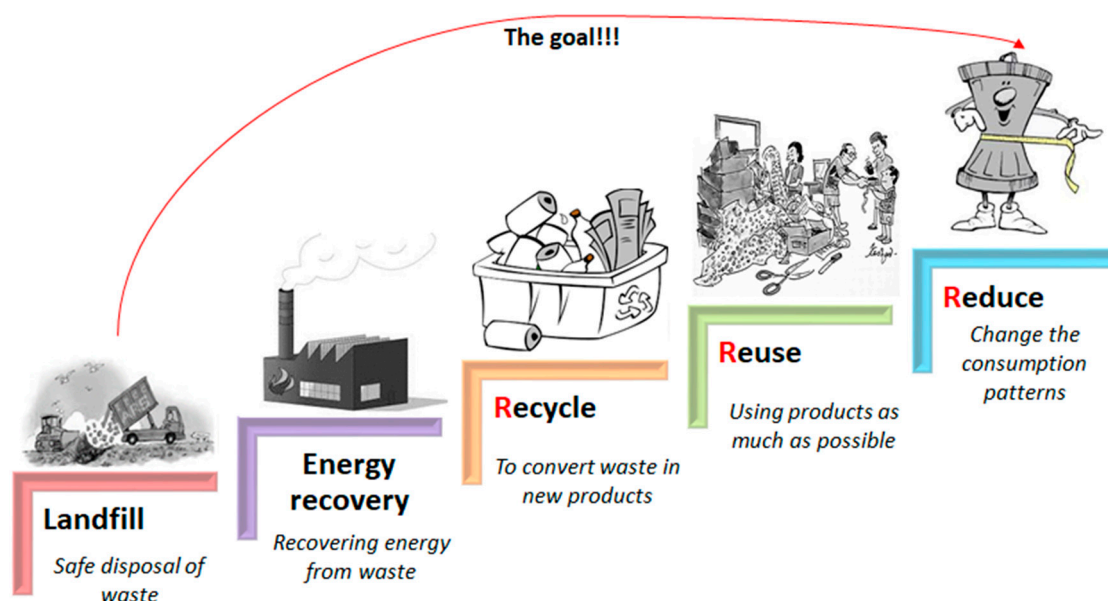 The goal!!!
Landfill
Safe disposal of
waste
Energy
recovery
Recovering energy
from waste
Recycle
To convert waste in
new products
Reuse
Using products as
much as possible
Reduce
Change the
consumption
patterns